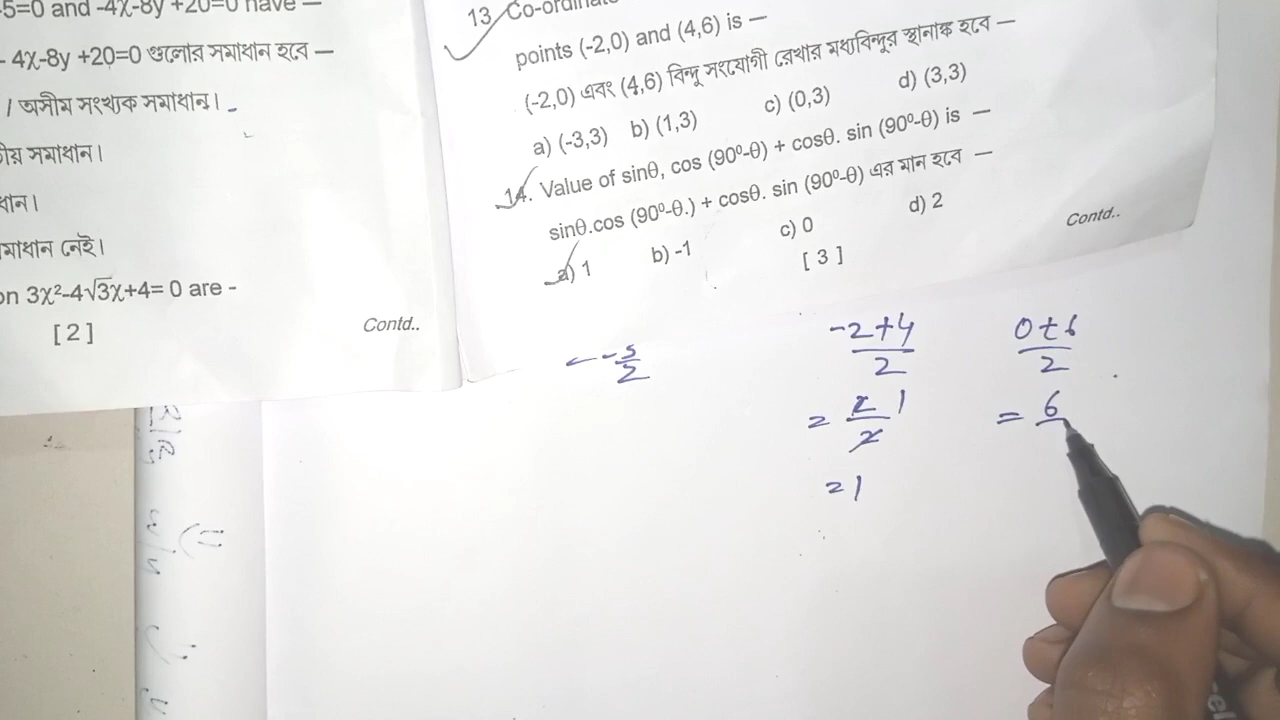 5=0 and -4x-8y +20=0 have —
- 4x-8y +20=0 গুলোর সমাধান হবে —
/ অসীম সংখ্যক সমাধান।
সমাধান।
ধান।
মাধান নেই।
on 3x²-4√3x+4= 0 are -
[ 2 ]
Contd..
13 Co-ordinate
points (-2,0) and (4,6) is —
(-2,0) এবং (4,6) বিন্দু সংযোগী রেখার মধ্যবিন্দুর স্থানাঙ্ক হবে —
a) (-3,3) b) (1,3) c) (0,3) d) (3,3)
14. Value of sinθ, cos (90⁰-θ) + cosθ. sin (90⁰-θ) is —
sinθ.cos (90⁰-θ.) + cosθ. sin (90⁰-θ) এর মান হবে —
a) 1 b) -1 c) 0 d) 2
[ 3 ]
Contd..
-5/2
-2+4/2 0+6/2
= 2/2 1 = 6
= 1